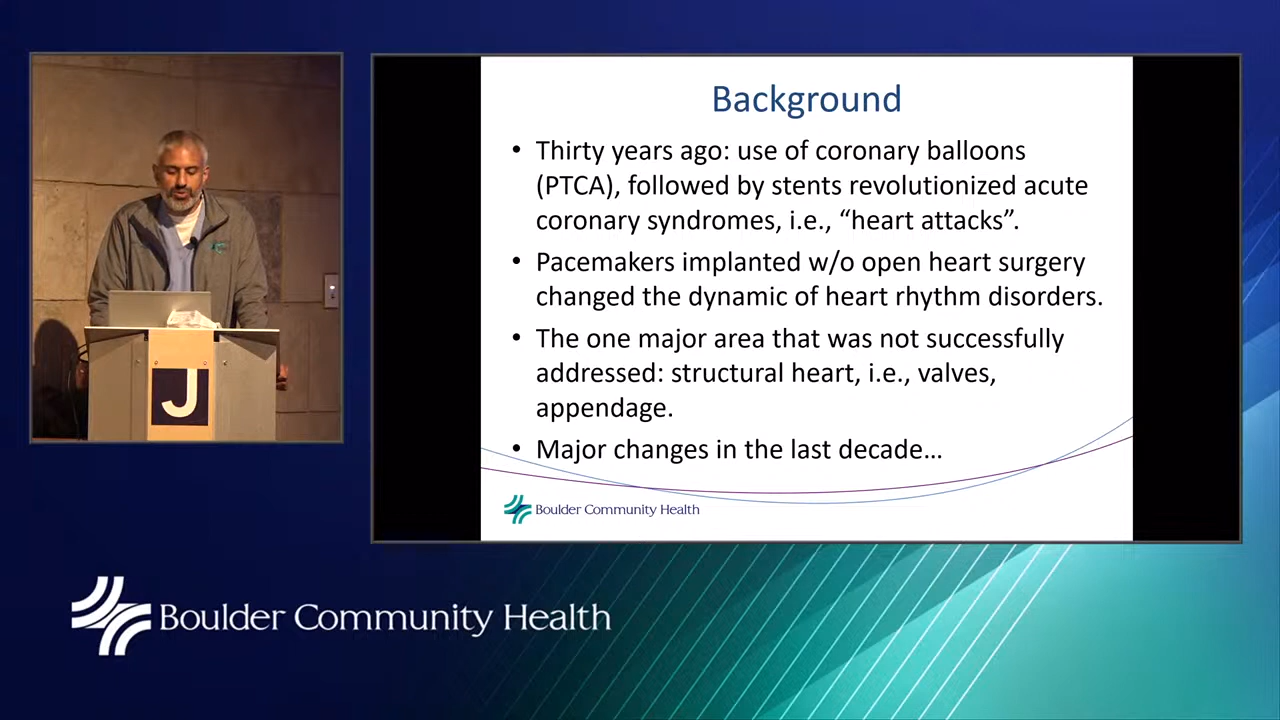 J
Background
• Thirty years ago: use of coronary balloons
(PTCA), followed by stents revolutionized acute
coronary syndromes, i.e., “heart attacks”.
• Pacemakers implanted w/o open heart surgery
changed the dynamic of heart rhythm disorders.
• The one major area that was not successfully
addressed: structural heart, i.e., valves,
appendage.
• Major changes in the last decade…
Boulder Community Health
Boulder Community Health